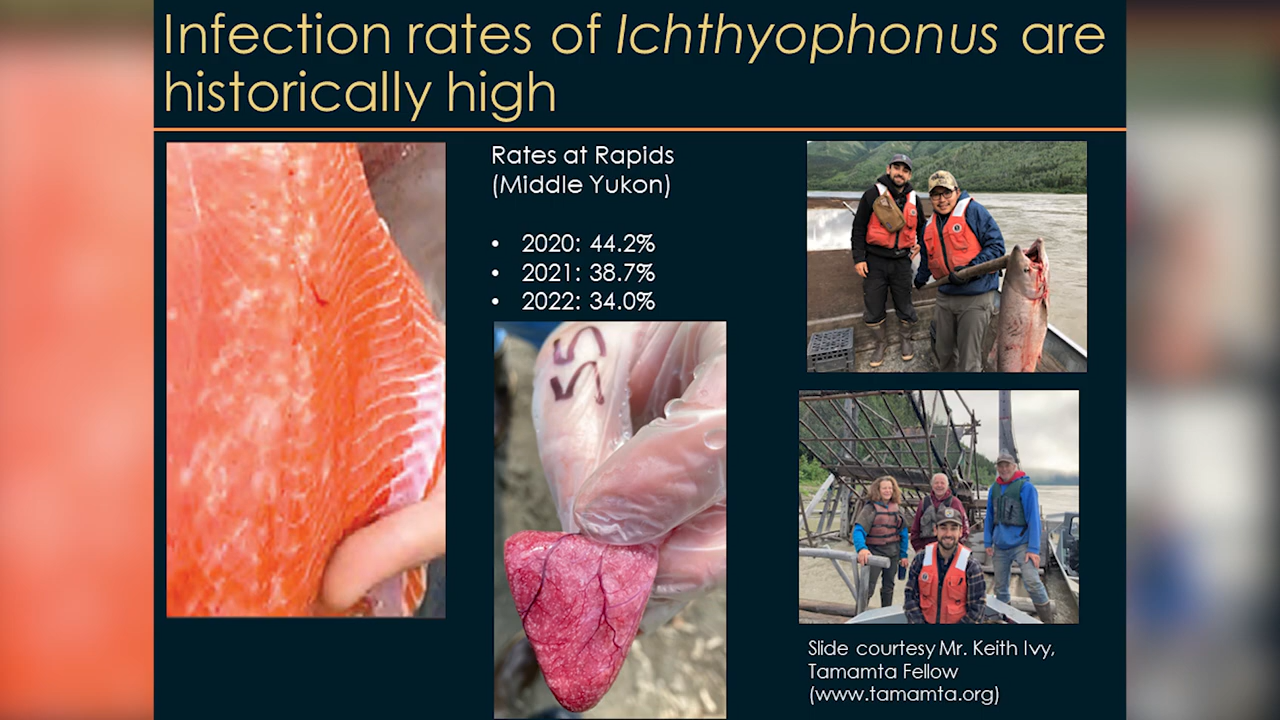 Infection rates of Ichthyophonus are
historically high
Rates at Rapids
(Middle Yukon)
• 2020: 44.2%
• 2021: 38.7%
• 2022: 34.0%
Slide courtesy Mr. Keith Ivy,
Tamamta Fellow
(www.tamamta.org)